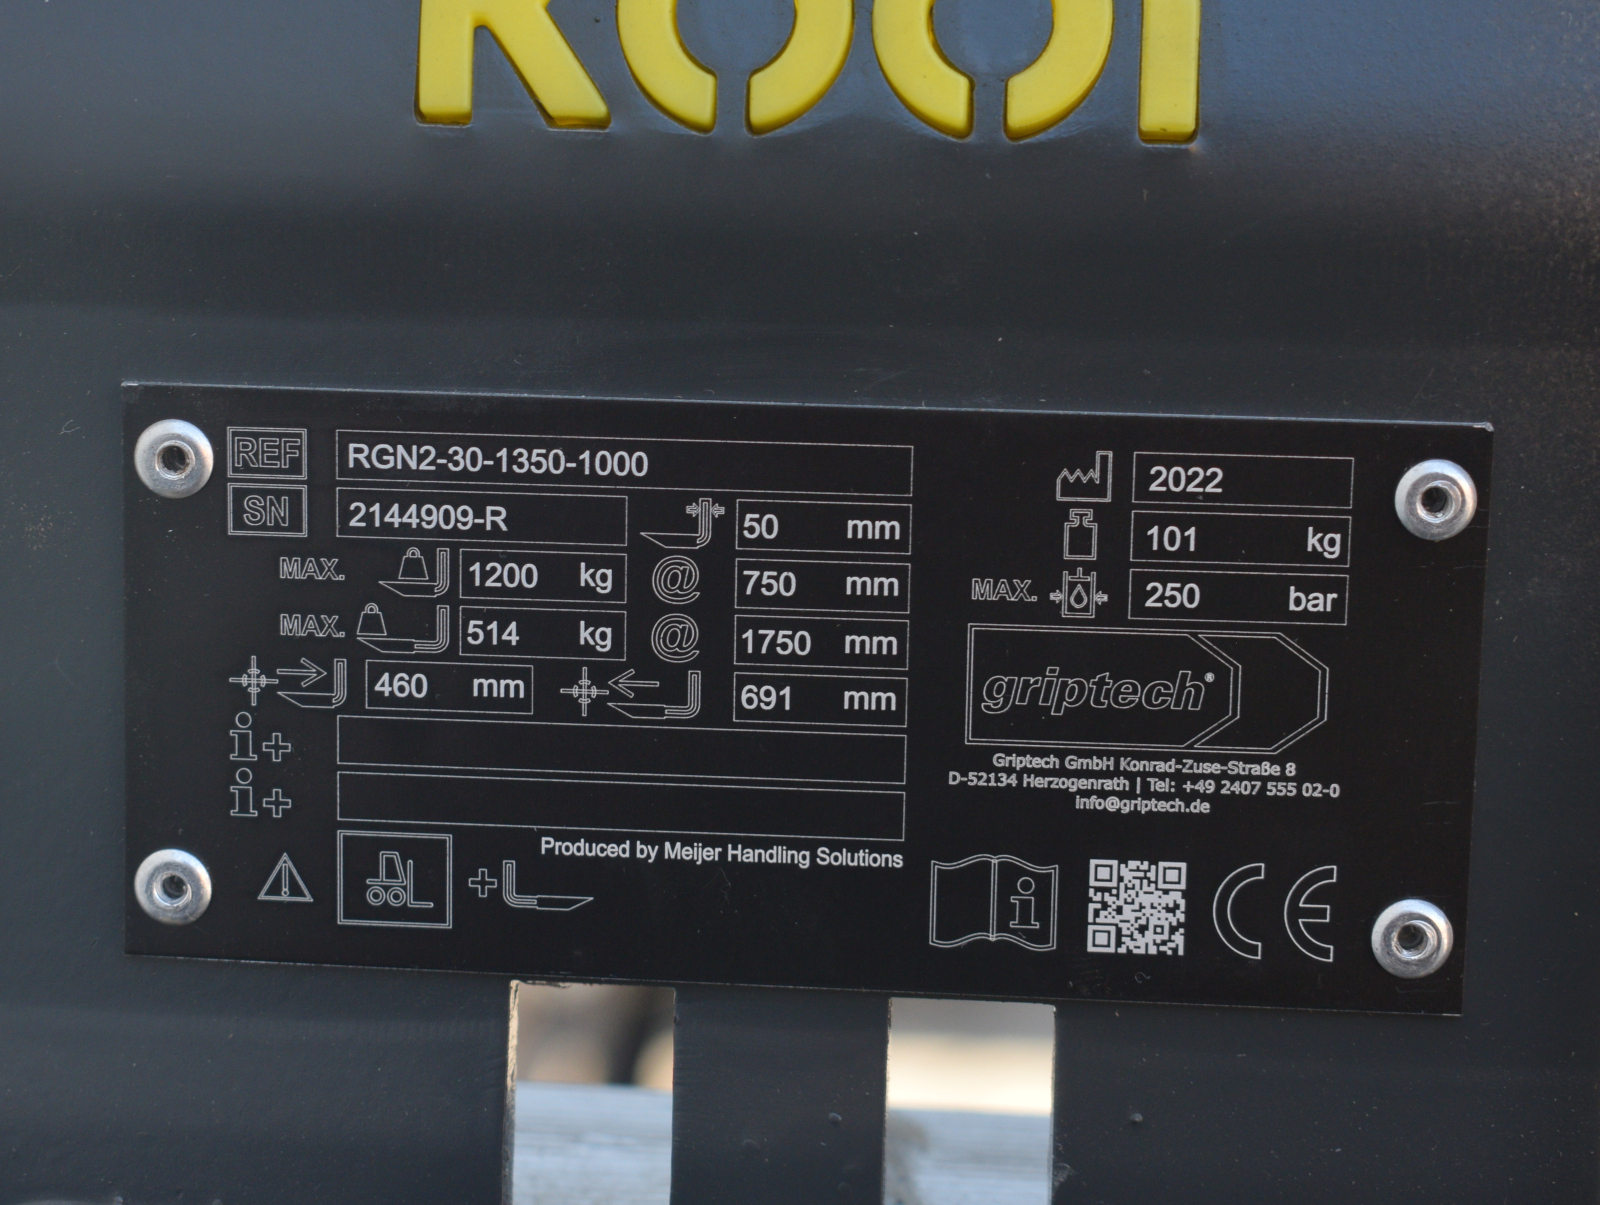 KOOI
REF RGN2-30-1350-1000
SN 2144909-R
50 mm
MAX. 1200 kg @ 750 mm
MAX. 514 kg @ 1750 mm
460 mm
691 mm
i+
i+
Produced by Meijer Handling Solutions
2022
101 kg
MAX. 250 bar
griptech®
Griptech GmbH Konrad-Zuse-Straße 8
D-52134 Herzogenrath | Tel: +49 2407 555 02-0
info@griptech.de
i
CE